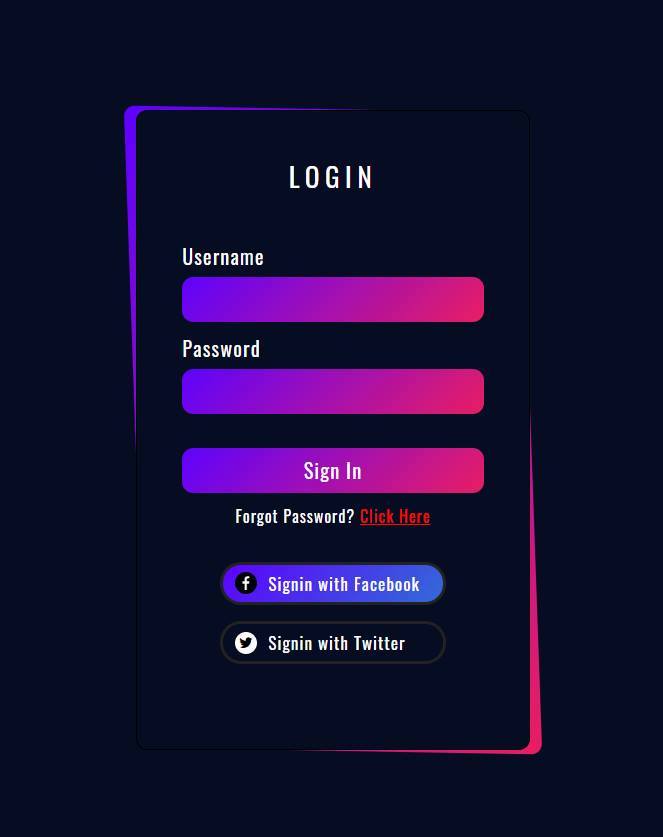 LOGIN
Username
Password
Sign In
Forgot Password? Click Here
Signin with Facebook
Signin with Twitter